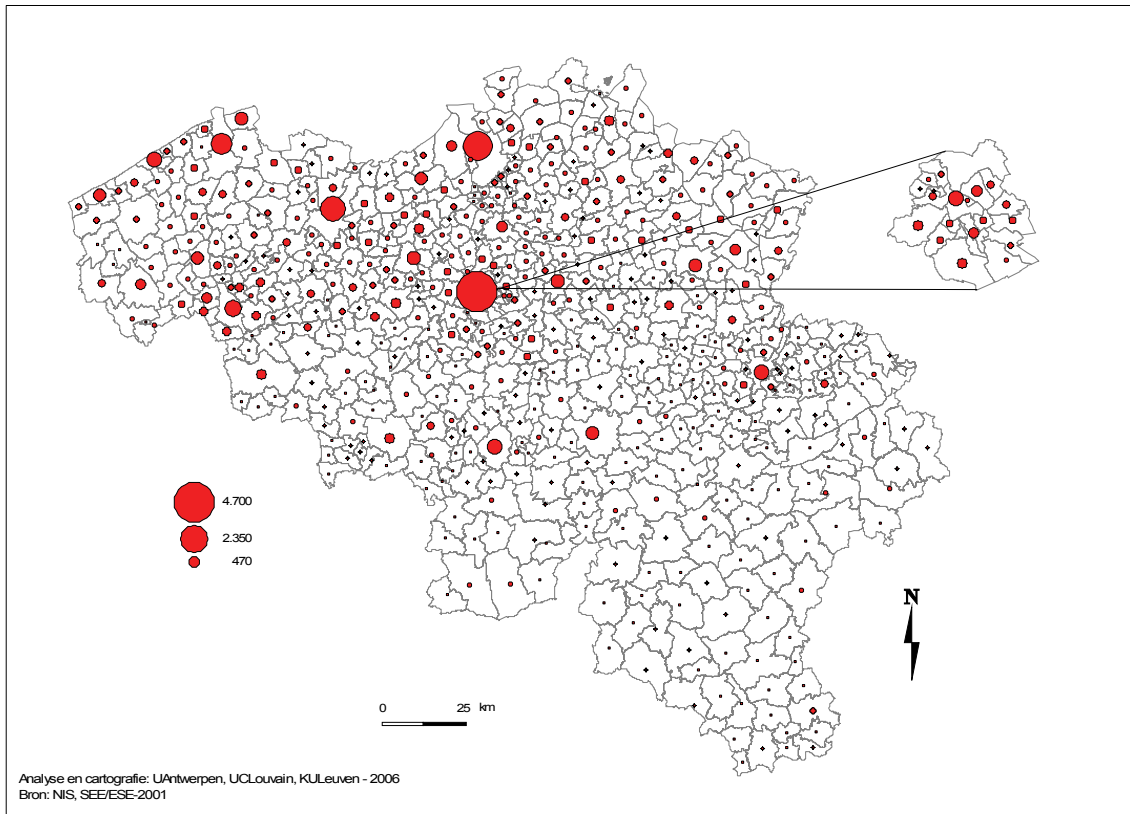 4.700
2.350
470
N
0 25 km
Analyse en cartografie: UAntwerpen, UCLouvain, KULeuven - 2006
Bron: NIS, SEE/ESE-2001